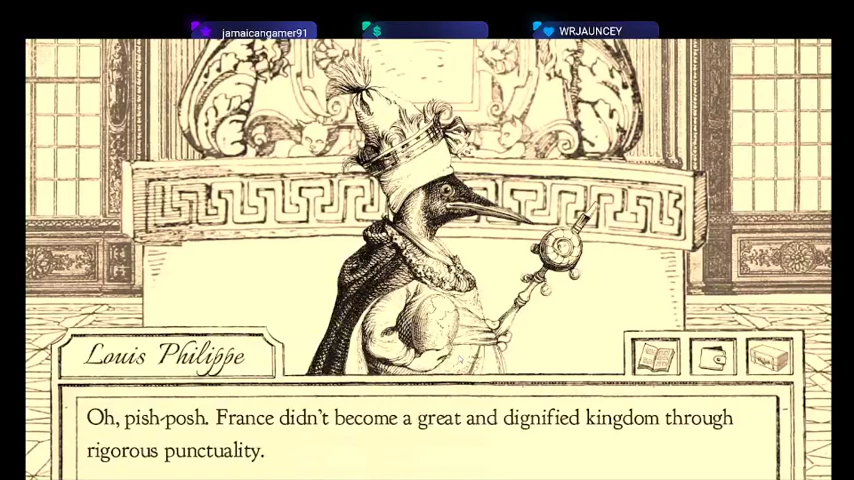 jamaicangamer91
$
WRJAUNCEY
Louis Philippe
Oh, pish-posh. France didn't become a great and dignified kingdom through
rigorous punctuality.